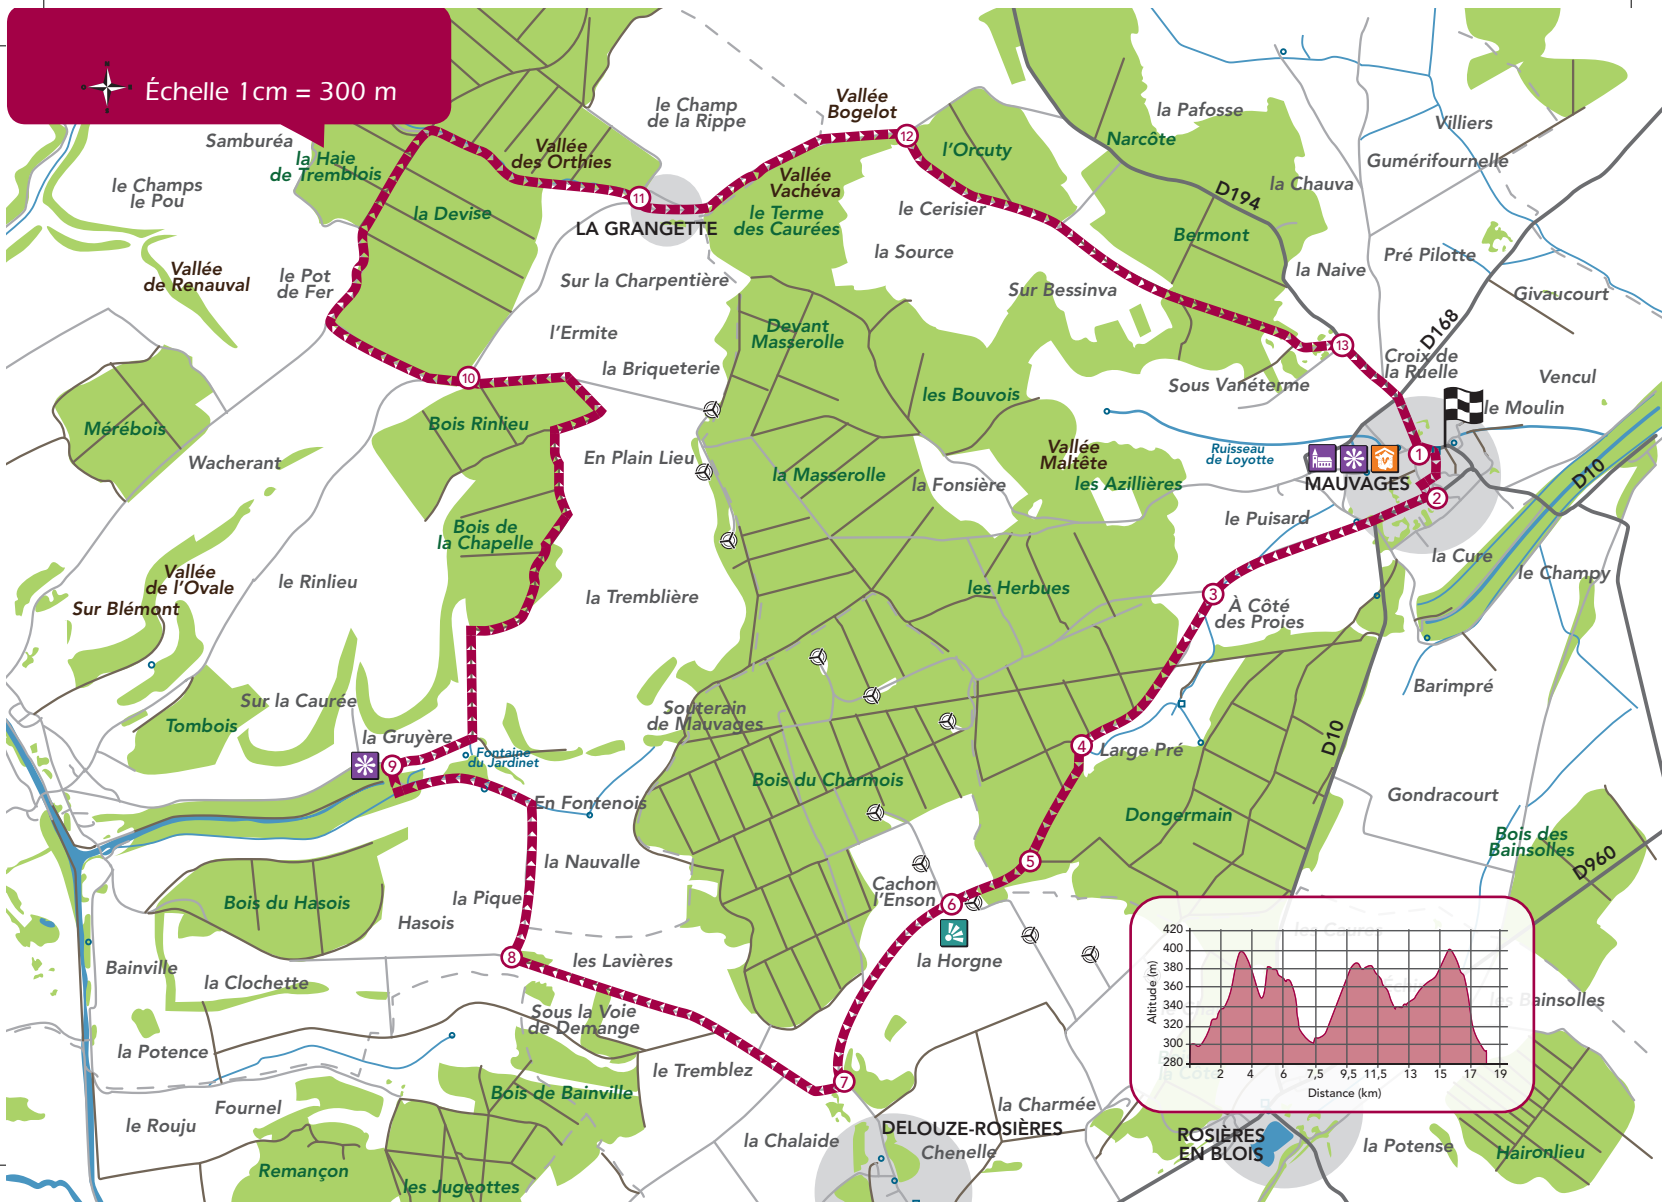 Échelle 1cm = 300 m
Samburéa
la Haie
de Tremblois
le Champs
le Pou
Vallée
de Renauval
le Pot
de Fer
la Devise
Vallée
des Orthies
le Champ
de la Rippe
Vallée
Bogelot
11
LA GRANGETTE
12
l'Orcuty
Vallée
Vachéva
le Terme
des Caurées
le Cerisier
la Source
Narcôte
la Pafosse
Villiers
Gumérifournelle
D194
la Chauva
Bermont
la Naive
Pré Pilotte
Givaucourt
Sur la Charpentière
Sur Bessinva
l'Ermite
Devant
Masserolle
la Briqueterie
10
13
D168
Croix de
la Ruelle
Vencul
le Moulin
Sous Vanéterme
les Bouvois
Mérébois
Bois Rinlieu
Wacherant
En Plain Lieu
la Masserolle
la Fonsière
Vallée
Maltête
les Azillières
Ruisseau
de Loyotte
1
MAUVAGES
2
D10
le Puisard
Bois de
la Chapelle
la Cure
le Champy
Vallée
de l'Ovale
Sur Blémont
le Rinlieu
la Tremblière
les Herbues
3
À Côté
des Proies
Barimpré
Sur la Caurée
Tombois
la Gruyère
9
Fontaine
du Jardinet
Souterain
de Mauvages
D10
4
Large Pré
Bois du Charmois
En Fontenois
Dongermain
Gondracourt
Bois des
Bainsolles
D960
la Nauvalle
5
la Pique
Cachon
l'Enson
6
Bois du Hasois
Hasois
8
les Lavières
la Horgne
Bainville
la Clochette
Sous la Voie
de Demange
la Potence
le Tremblez
7
Bois de Bainville
Fournel
le Rouju
Remançon
les Jugeottes
la Chalaide
DELOUZE-ROSIÈRES
Chenelle
la Charmée
ROSIÈRES
EN BLOIS
la Potense
Haironlieu
les Bainsolles
les Caures
Altitude (m)
420
400
380
360
340
320
300
280
2 4 6 7,5 9,5 11,5 13 15 17 19
Distance (km)